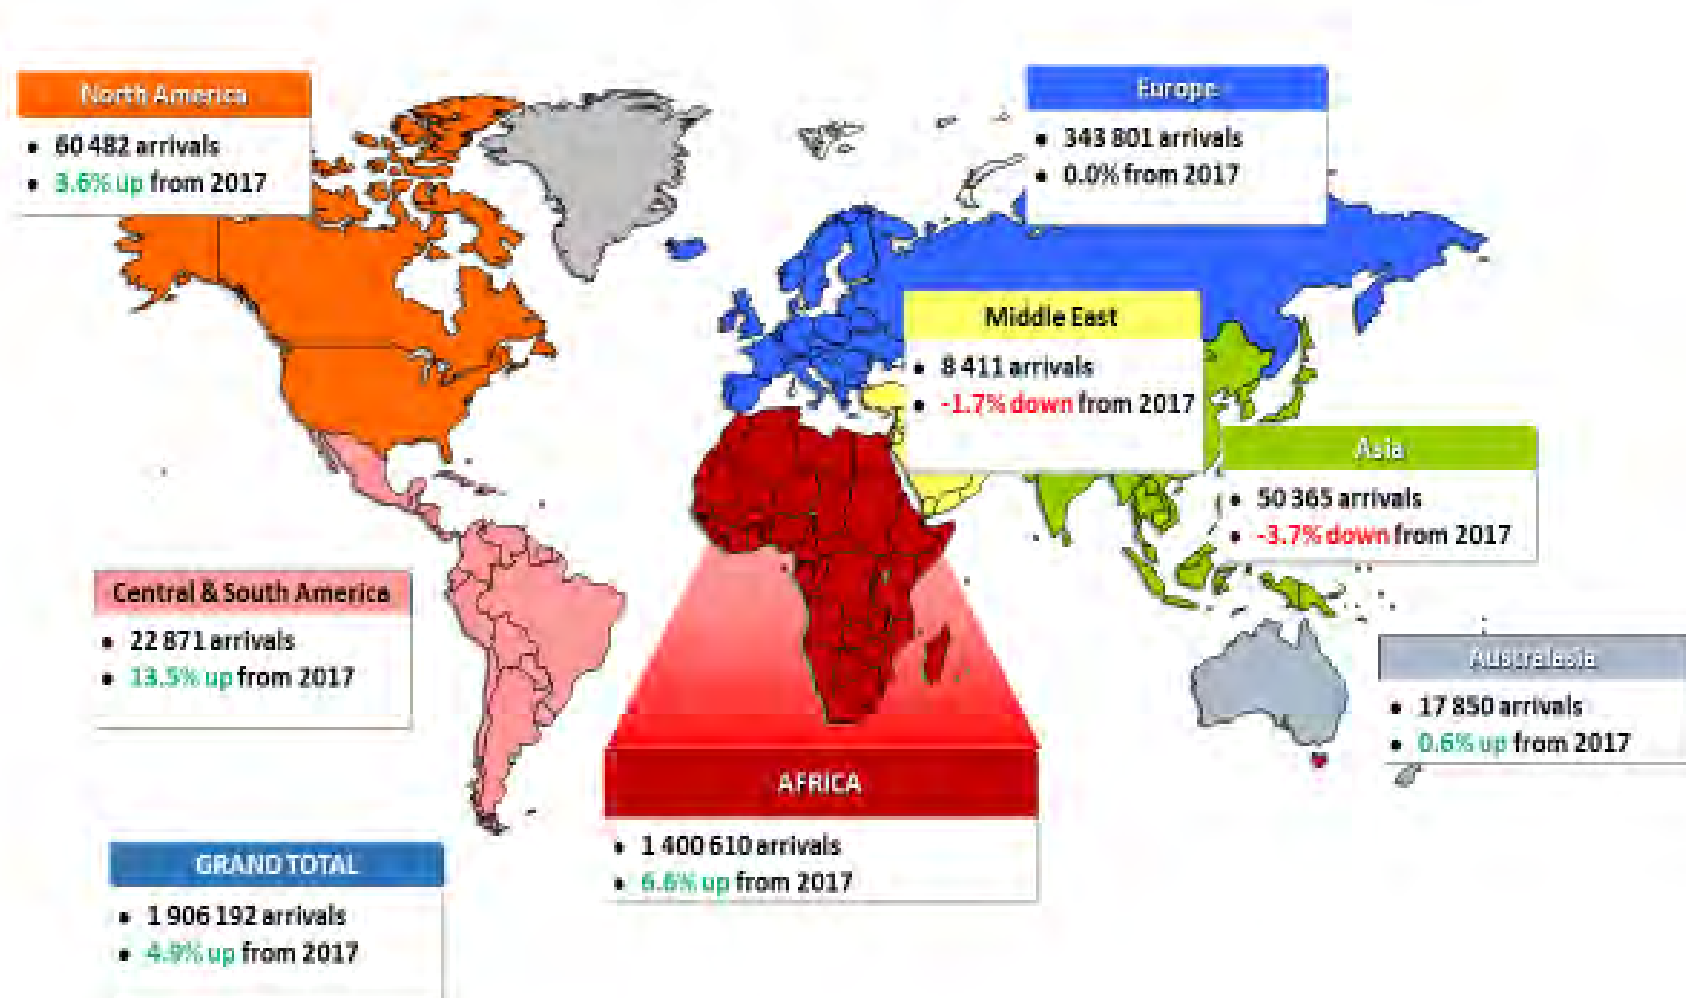 North America
• 60 482 arrivals
• 3.6% up from 2017
Europe
• 343 801 arrivals
• 0.0% from 2017
Middle East
• 8 411 arrivals
• -1.7% down from 2017
Asia
• 50 365 arrivals
• -3.7% down from 2017
Central & South America
• 22 871 arrivals
• 13.5% up from 2017
Australasia
• 17 850 arrivals
• 0.6% up from 2017
AFRICA
• 1 400 610 arrivals
• 6.6% up from 2017
GRAND TOTAL
• 1 906 192 arrivals
• 4.9% up from 2017